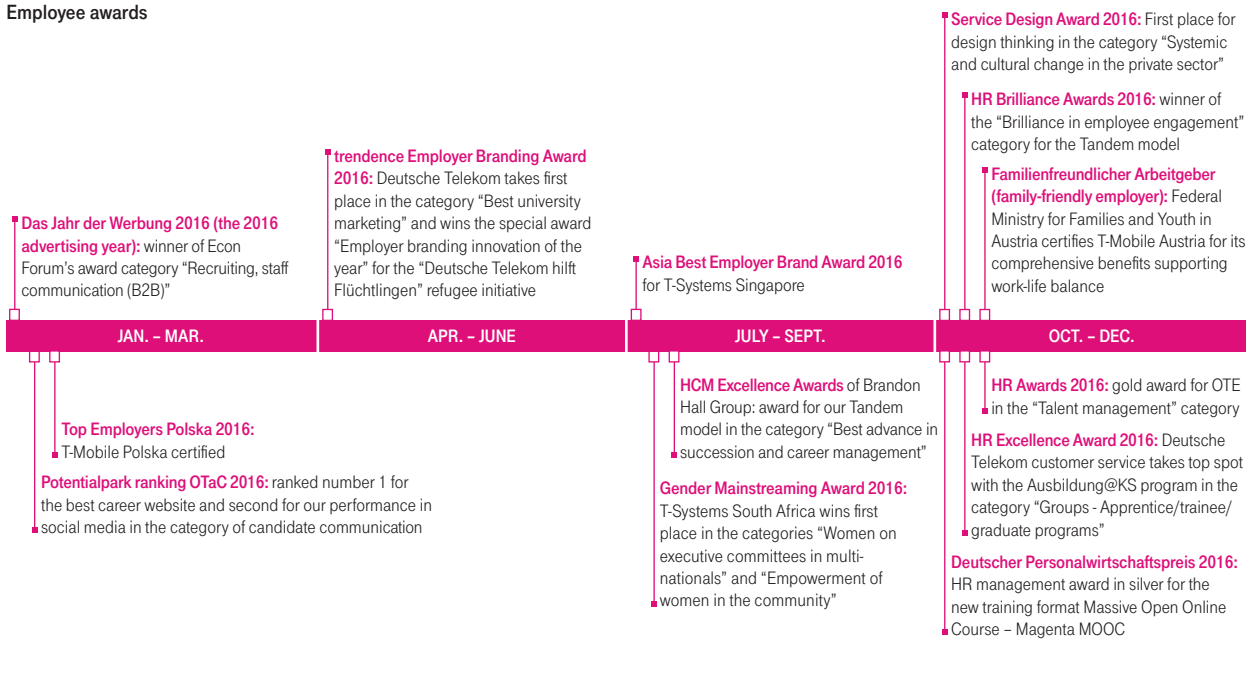 Employee awards
Das Jahr der Werbung 2016 (the 2016
advertising year): winner of Econ
Forum’s award category “Recruiting, staff
communication (B2B)”
trendence Employer Branding Award
2016: Deutsche Telekom takes first
place in the category “Best university
marketing” and wins the special award
“Employer branding innovation of the
year” for the “Deutsche Telekom hilft
Flüchtlingen” refugee initiative
Asia Best Employer Brand Award 2016
for T-Systems Singapore
Service Design Award 2016: First place for
design thinking in the category “Systemic
and cultural change in the private sector”
HR Brilliance Awards 2016: winner of
the “Brilliance in employee engagement”
category for the Tandem model
Familienfreundlicher Arbeitgeber
(family-friendly employer): Federal
Ministry for Families and Youth in
Austria certifies T-Mobile Austria for its
comprehensive benefits supporting
work-life balance
JAN. – MAR.
APR. – JUNE
JULY – SEPT.
OCT. – DEC.
Top Employers Polska 2016:
T-Mobile Polska certified
Potentialpark ranking OTaC 2016: ranked number 1 for
the best career website and second for our performance in
social media in the category of candidate communication
HCM Excellence Awards of Brandon
Hall Group: award for our Tandem
model in the category “Best advance in
succession and career management”
Gender Mainstreaming Award 2016:
T-Systems South Africa wins first
place in the categories “Women on
executive committees in multi-
nationals” and “Empowerment of
women in the community”
HR Awards 2016: gold award for OTE
in the “Talent management” category
HR Excellence Award 2016: Deutsche
Telekom customer service takes top spot
with the Ausbildung@KS program in the
category “Groups - Apprentice/trainee/
graduate programs”
Deutscher Personalwirtschaftspreis 2016:
HR management award in silver for the
new training format Massive Open Online
Course – Magenta MOOC